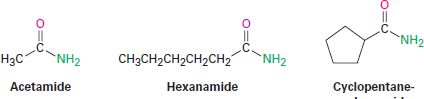 O O O
C C C
H₃C NH₂ CH₃CH₂CH₂CH₂CH₂ NH₂ NH₂
Acetamide Hexanamide Cyclopentane-